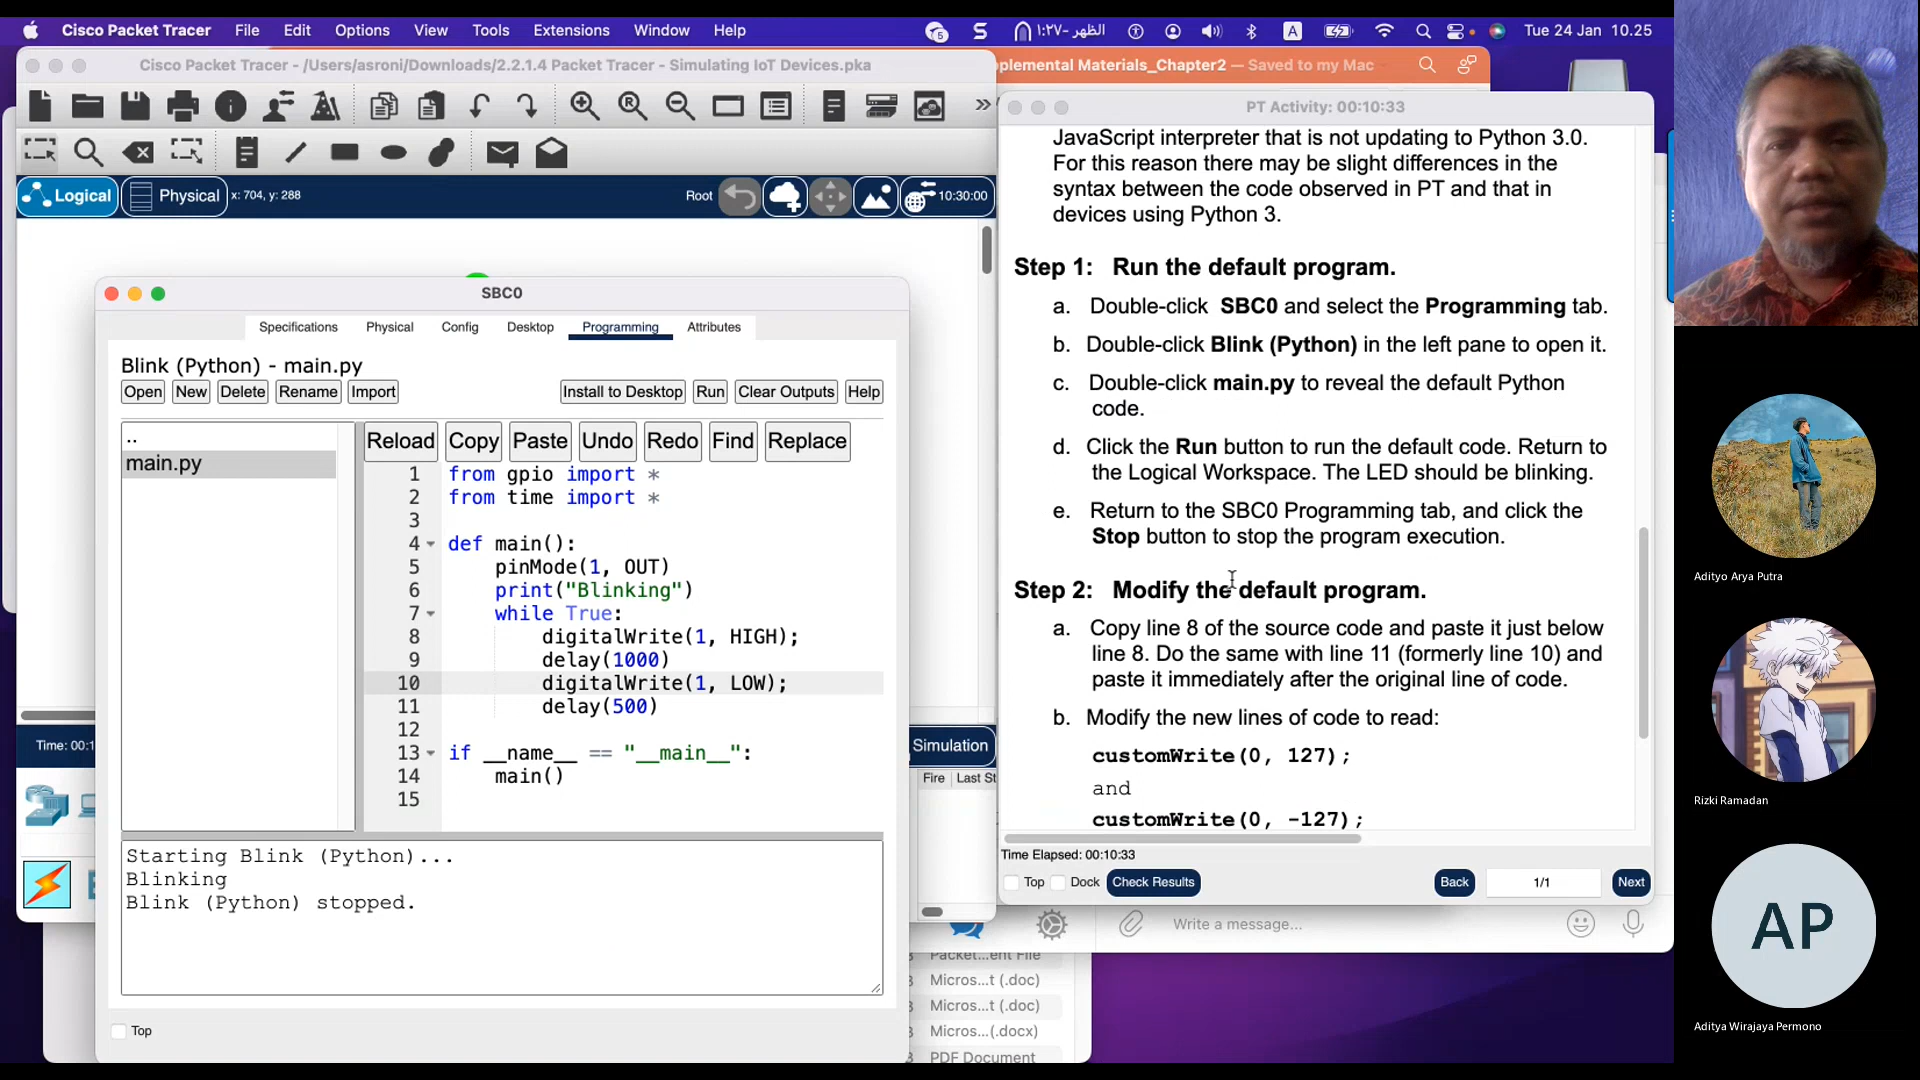 Cisco Packet Tracer File Edit Options View Tools Extensions Window Help
5 S الظهر -١:٢٧ A Tue 24 Jan 10.25
Cisco Packet Tracer - /Users/asroni/Downloads/2.2.1.4 Packet Tracer - Simulating IoT Devices.pka
plemental Materials_Chapter2 — Saved to my Mac
Logical
Physical
x: 704, y: 288
Root
10:30:00
SBC0
Specifications Physical Config Desktop Programming Attributes
Blink (Python) - main.py
Open New Delete Rename Import
Install to Desktop Run Clear Outputs Help
..
main.py
Reload Copy Paste Undo Redo Find Replace
1 from gpio import *
2 from time import *
3
4 def main():
5 pinMode(1, OUT)
6 print("Blinking")
7 while True:
8 digitalWrite(1, HIGH);
9 delay(1000)
10 digitalWrite(1, LOW);
11 delay(500)
12
13 if __name__ == "__main__":
14 main()
15
Starting Blink (Python)...
Blinking
Blink (Python) stopped.
Top
Time: 00:1
Simulation
Fire Last St
Packet...ent File
Micros...t (.doc)
Micros...t (.doc)
Micros...(.docx)
PDF Document
PT Activity: 00:10:33
JavaScript interpreter that is not updating to Python 3.0.
For this reason there may be slight differences in the
syntax between the code observed in PT and that in
devices using Python 3.
Step 1: Run the default program.
a. Double-click SBC0 and select the Programming tab.
b. Double-click Blink (Python) in the left pane to open it.
c. Double-click main.py to reveal the default Python
code.
d. Click the Run button to run the default code. Return to
the Logical Workspace. The LED should be blinking.
e. Return to the SBC0 Programming tab, and click the
Stop button to stop the program execution.
Step 2: Modify the default program.
a. Copy line 8 of the source code and paste it just below
line 8. Do the same with line 11 (formerly line 10) and
paste it immediately after the original line of code.
b. Modify the new lines of code to read:
customWrite(0, 127);
and
customWrite(0, -127);
Time Elapsed: 00:10:33
Top Dock Check Results Back 1/1 Next
Write a message...
Adityo Arya Putra
Rizki Ramadan
AP
Aditya Wirajaya Permono